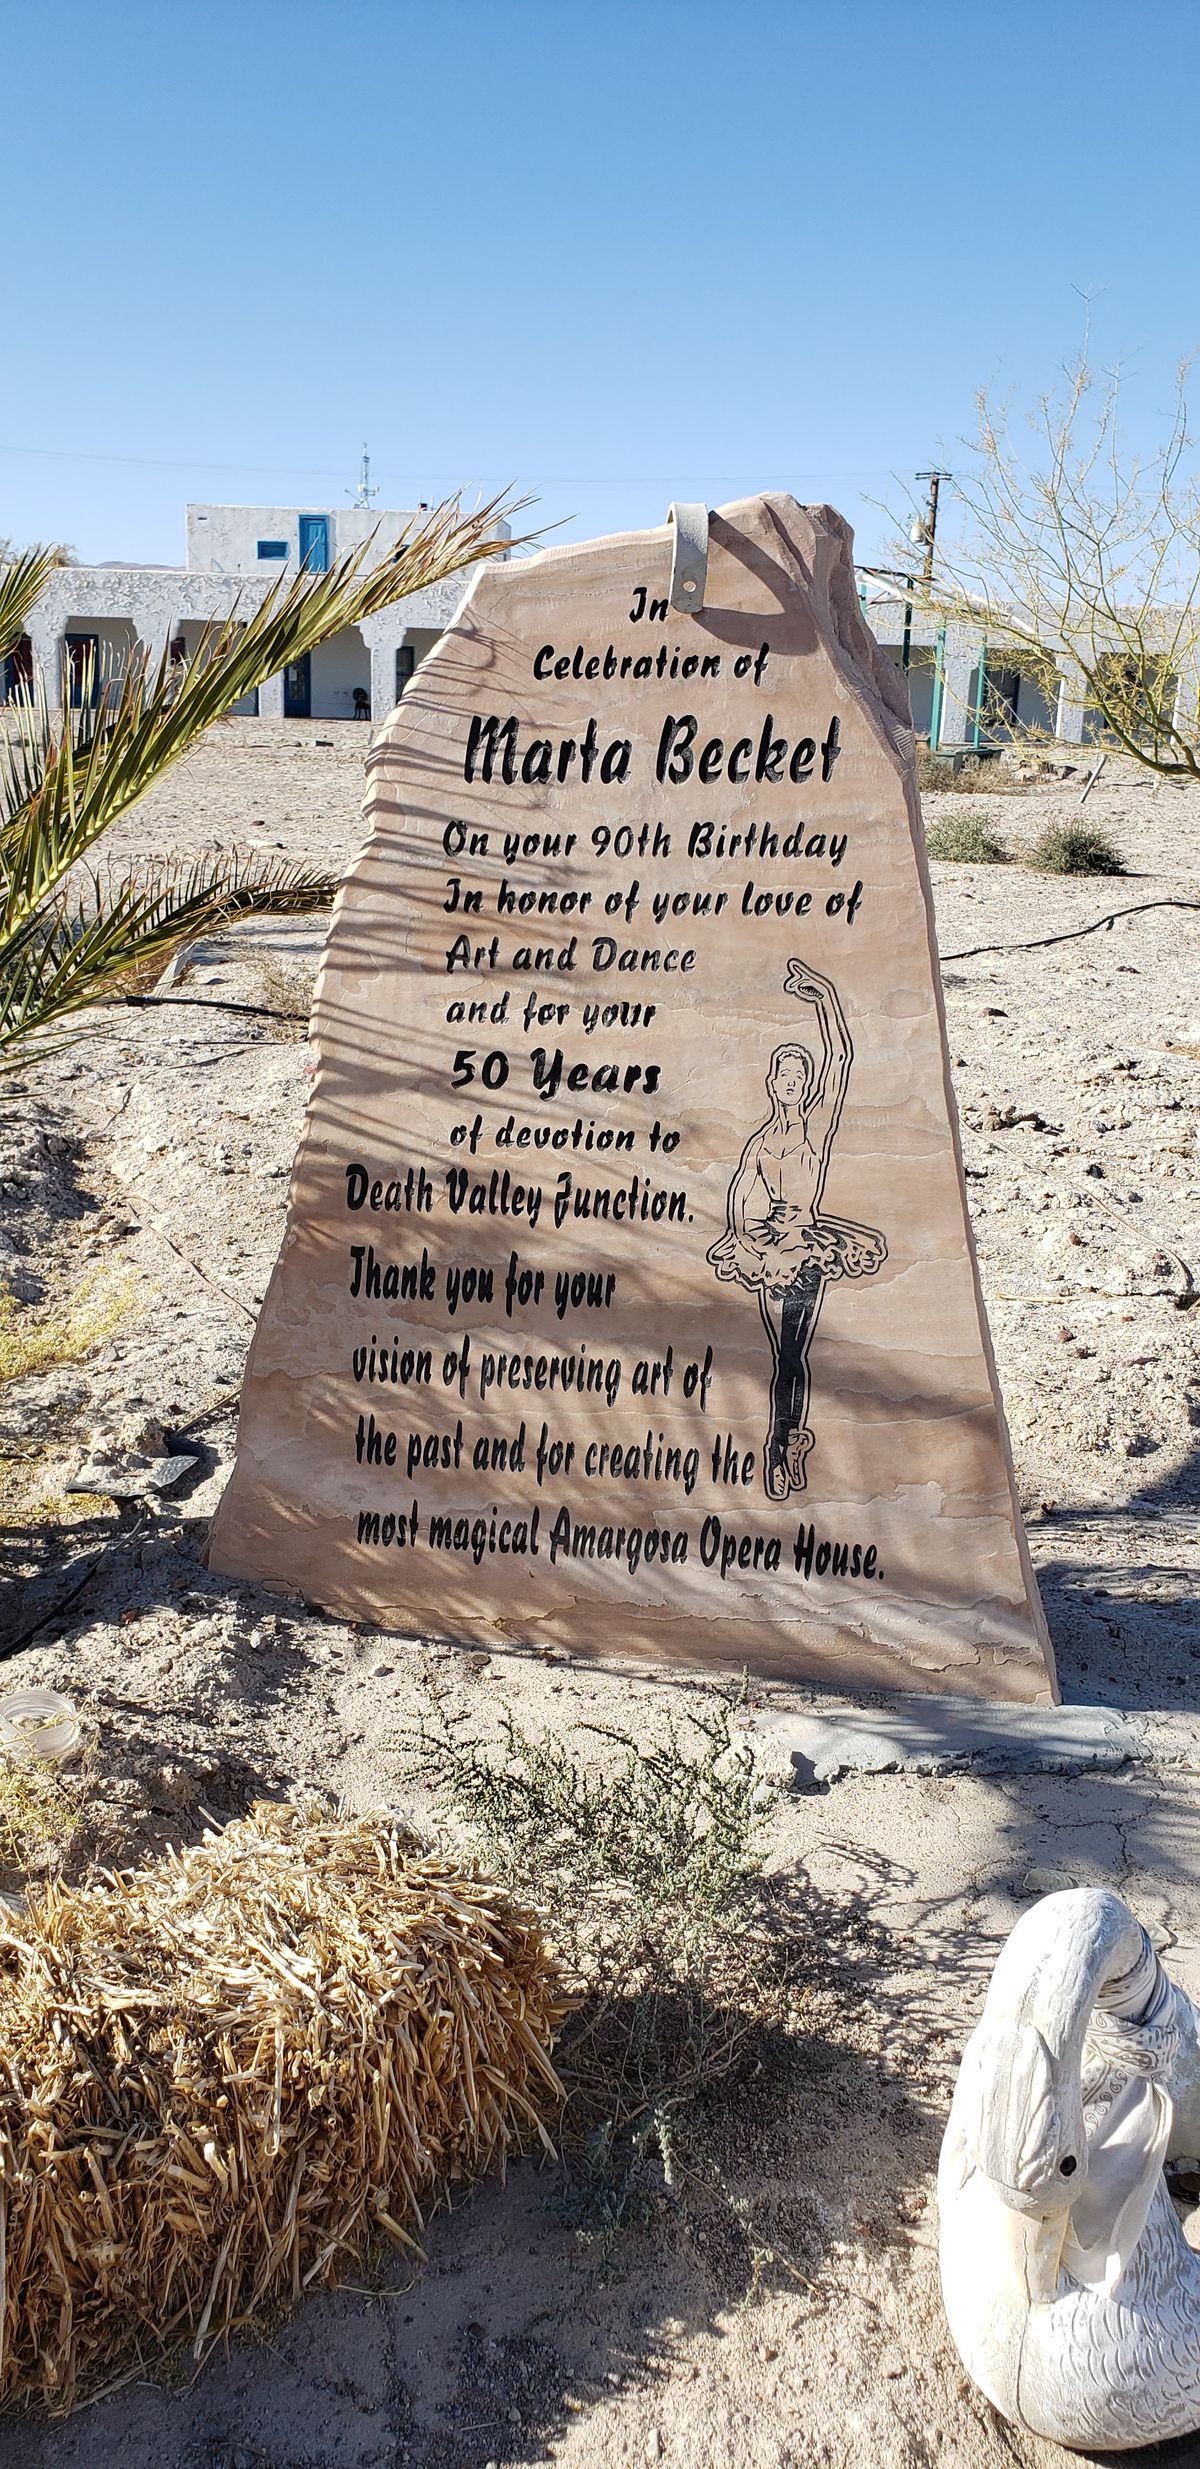 In
Celebration of
Marta Becket
On your 90th Birthday
In honor of your love of
Art and Dance
and for your
50 Years
of devotion to
Death Valley Junction.
Thank you for your
vision of preserving art of
the past and for creating the
most magical Amargosa Opera House.